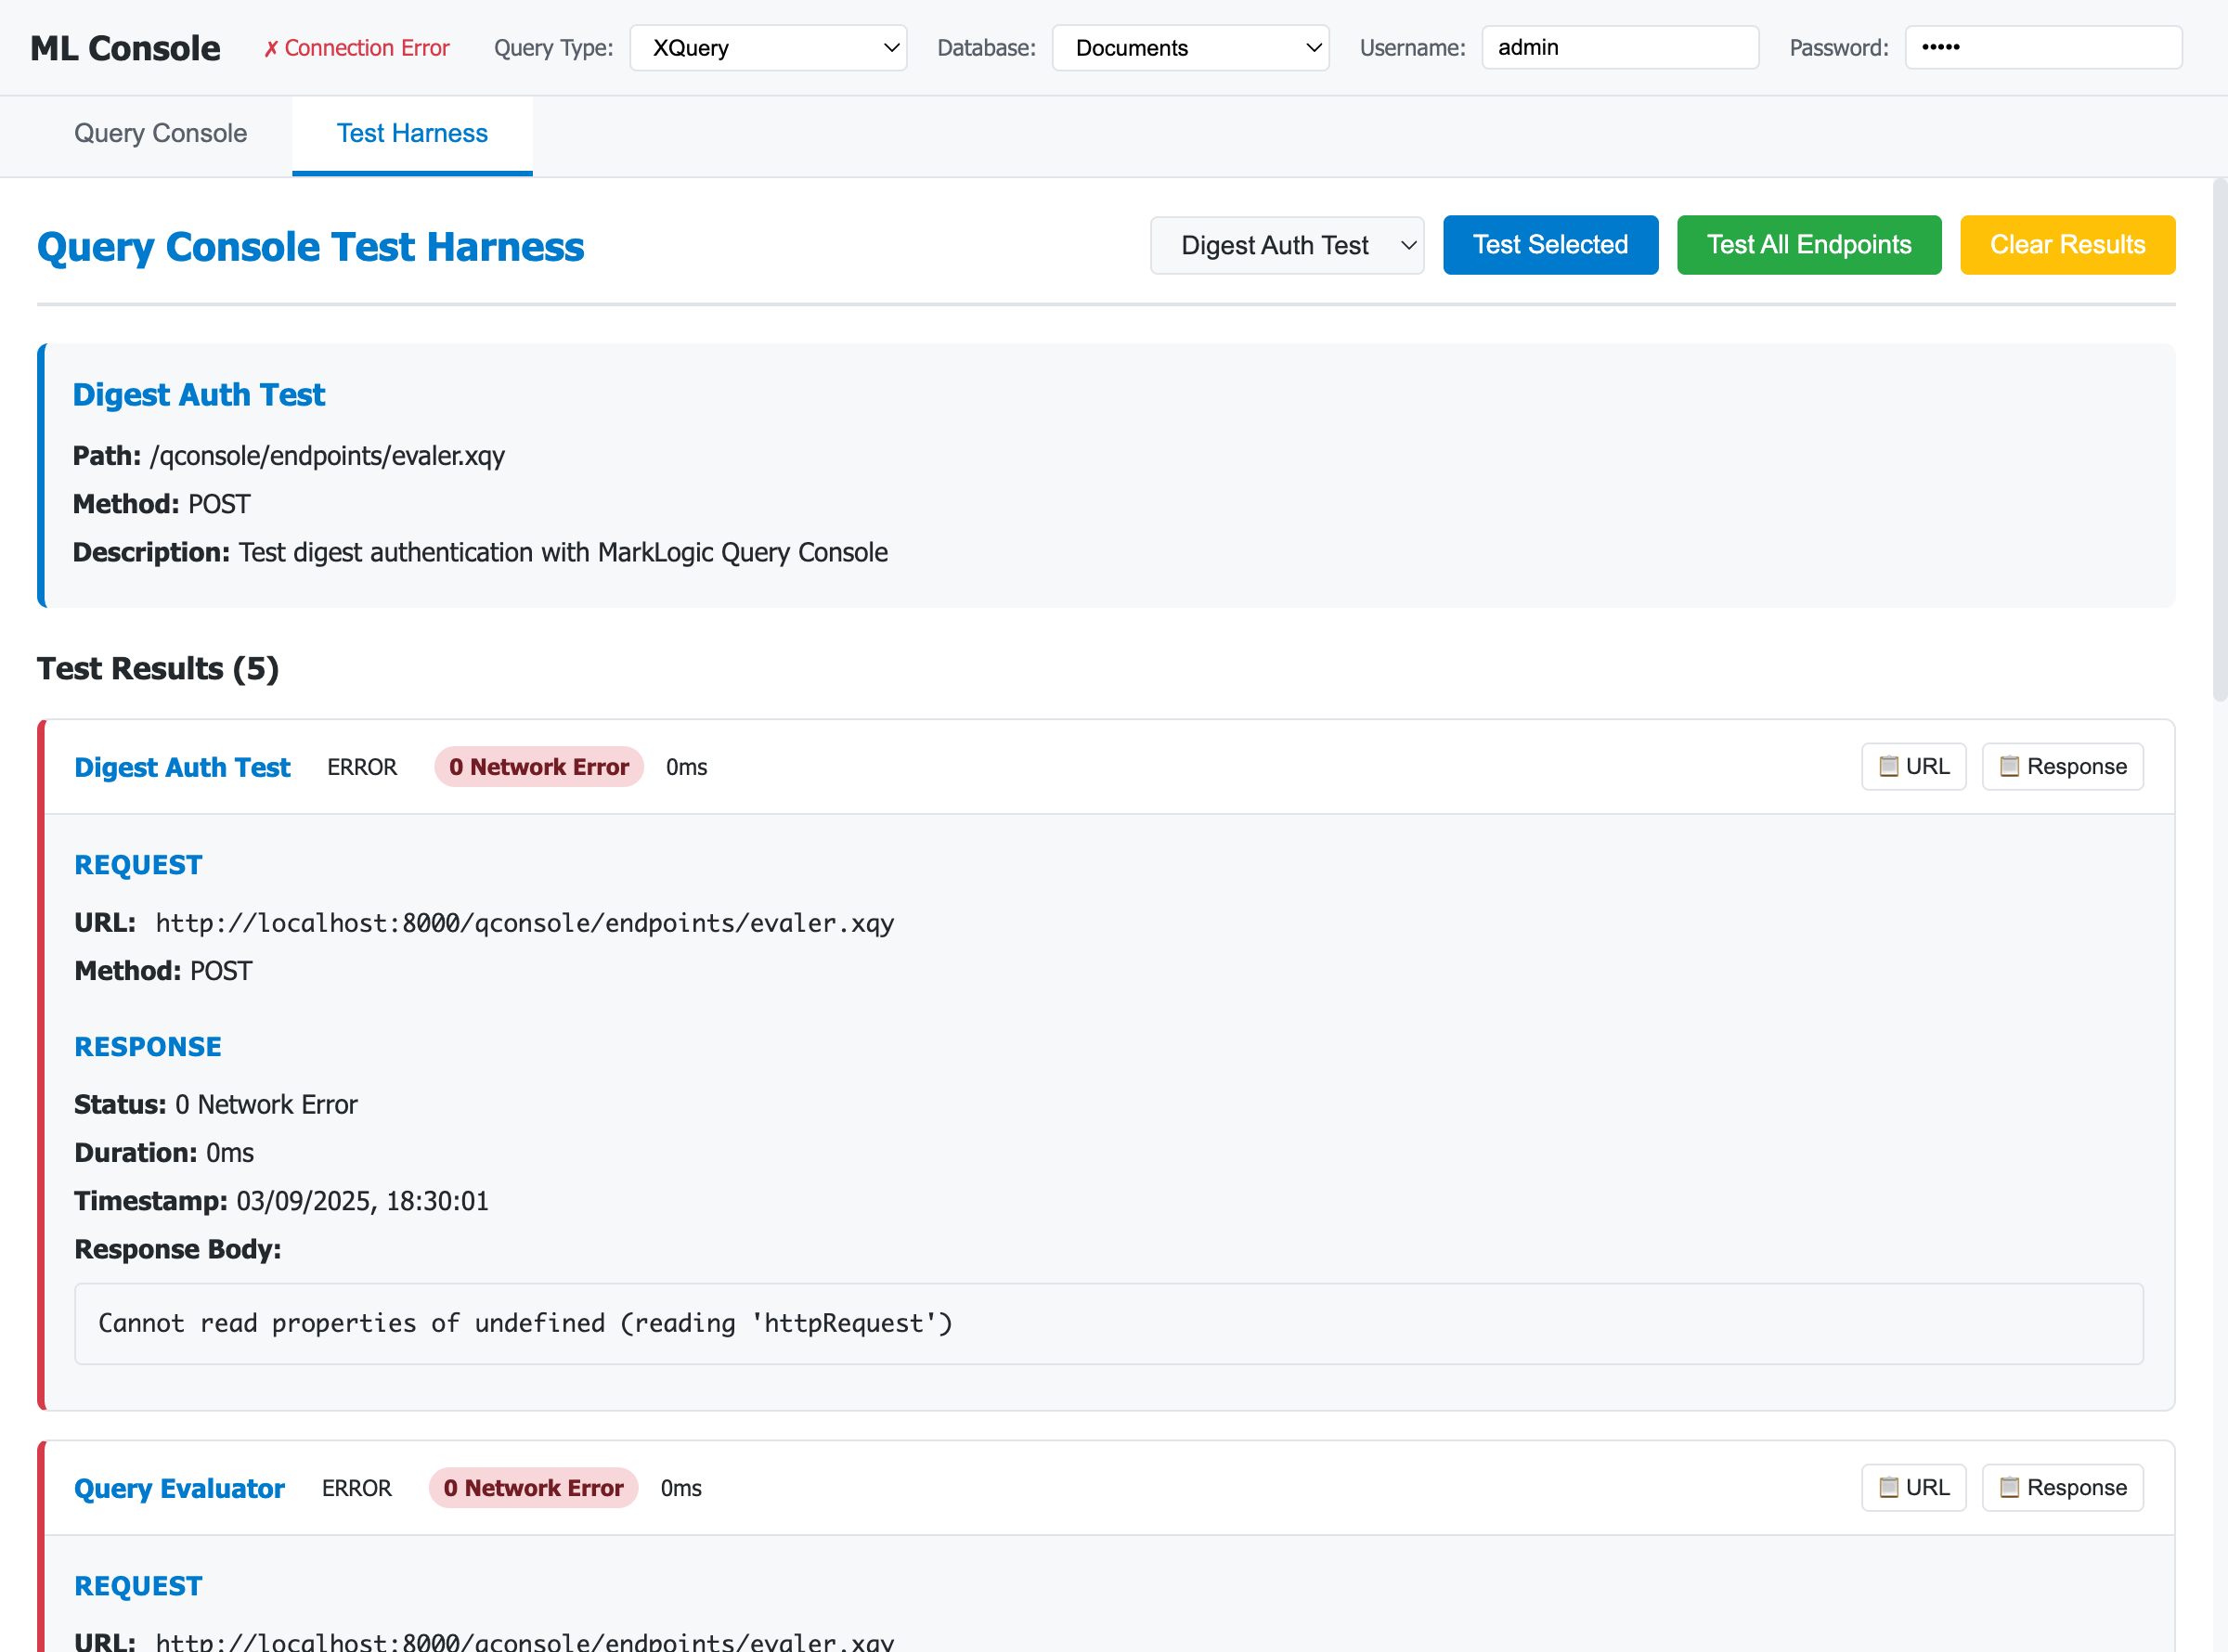 ML Console ✗ Connection Error Query Type: XQuery Database: Documents Username: admin Password: •••••
Query Console Test Harness
Query Console Test Harness Digest Auth Test Test Selected Test All Endpoints Clear Results
Digest Auth Test
Path: /qconsole/endpoints/evaler.xqy
Method: POST
Description: Test digest authentication with MarkLogic Query Console
Test Results (5)
Digest Auth Test ERROR 0 Network Error 0ms 📋 URL 📋 Response
REQUEST
URL: http://localhost:8000/qconsole/endpoints/evaler.xqy
Method: POST
RESPONSE
Status: 0 Network Error
Duration: 0ms
Timestamp: 03/09/2025, 18:30:01
Response Body:
Cannot read properties of undefined (reading 'httpRequest')
Query Evaluator ERROR 0 Network Error 0ms 📋 URL 📋 Response
REQUEST
URL: http://localhost:8000/qconsole/endpoints/evaler.xqy